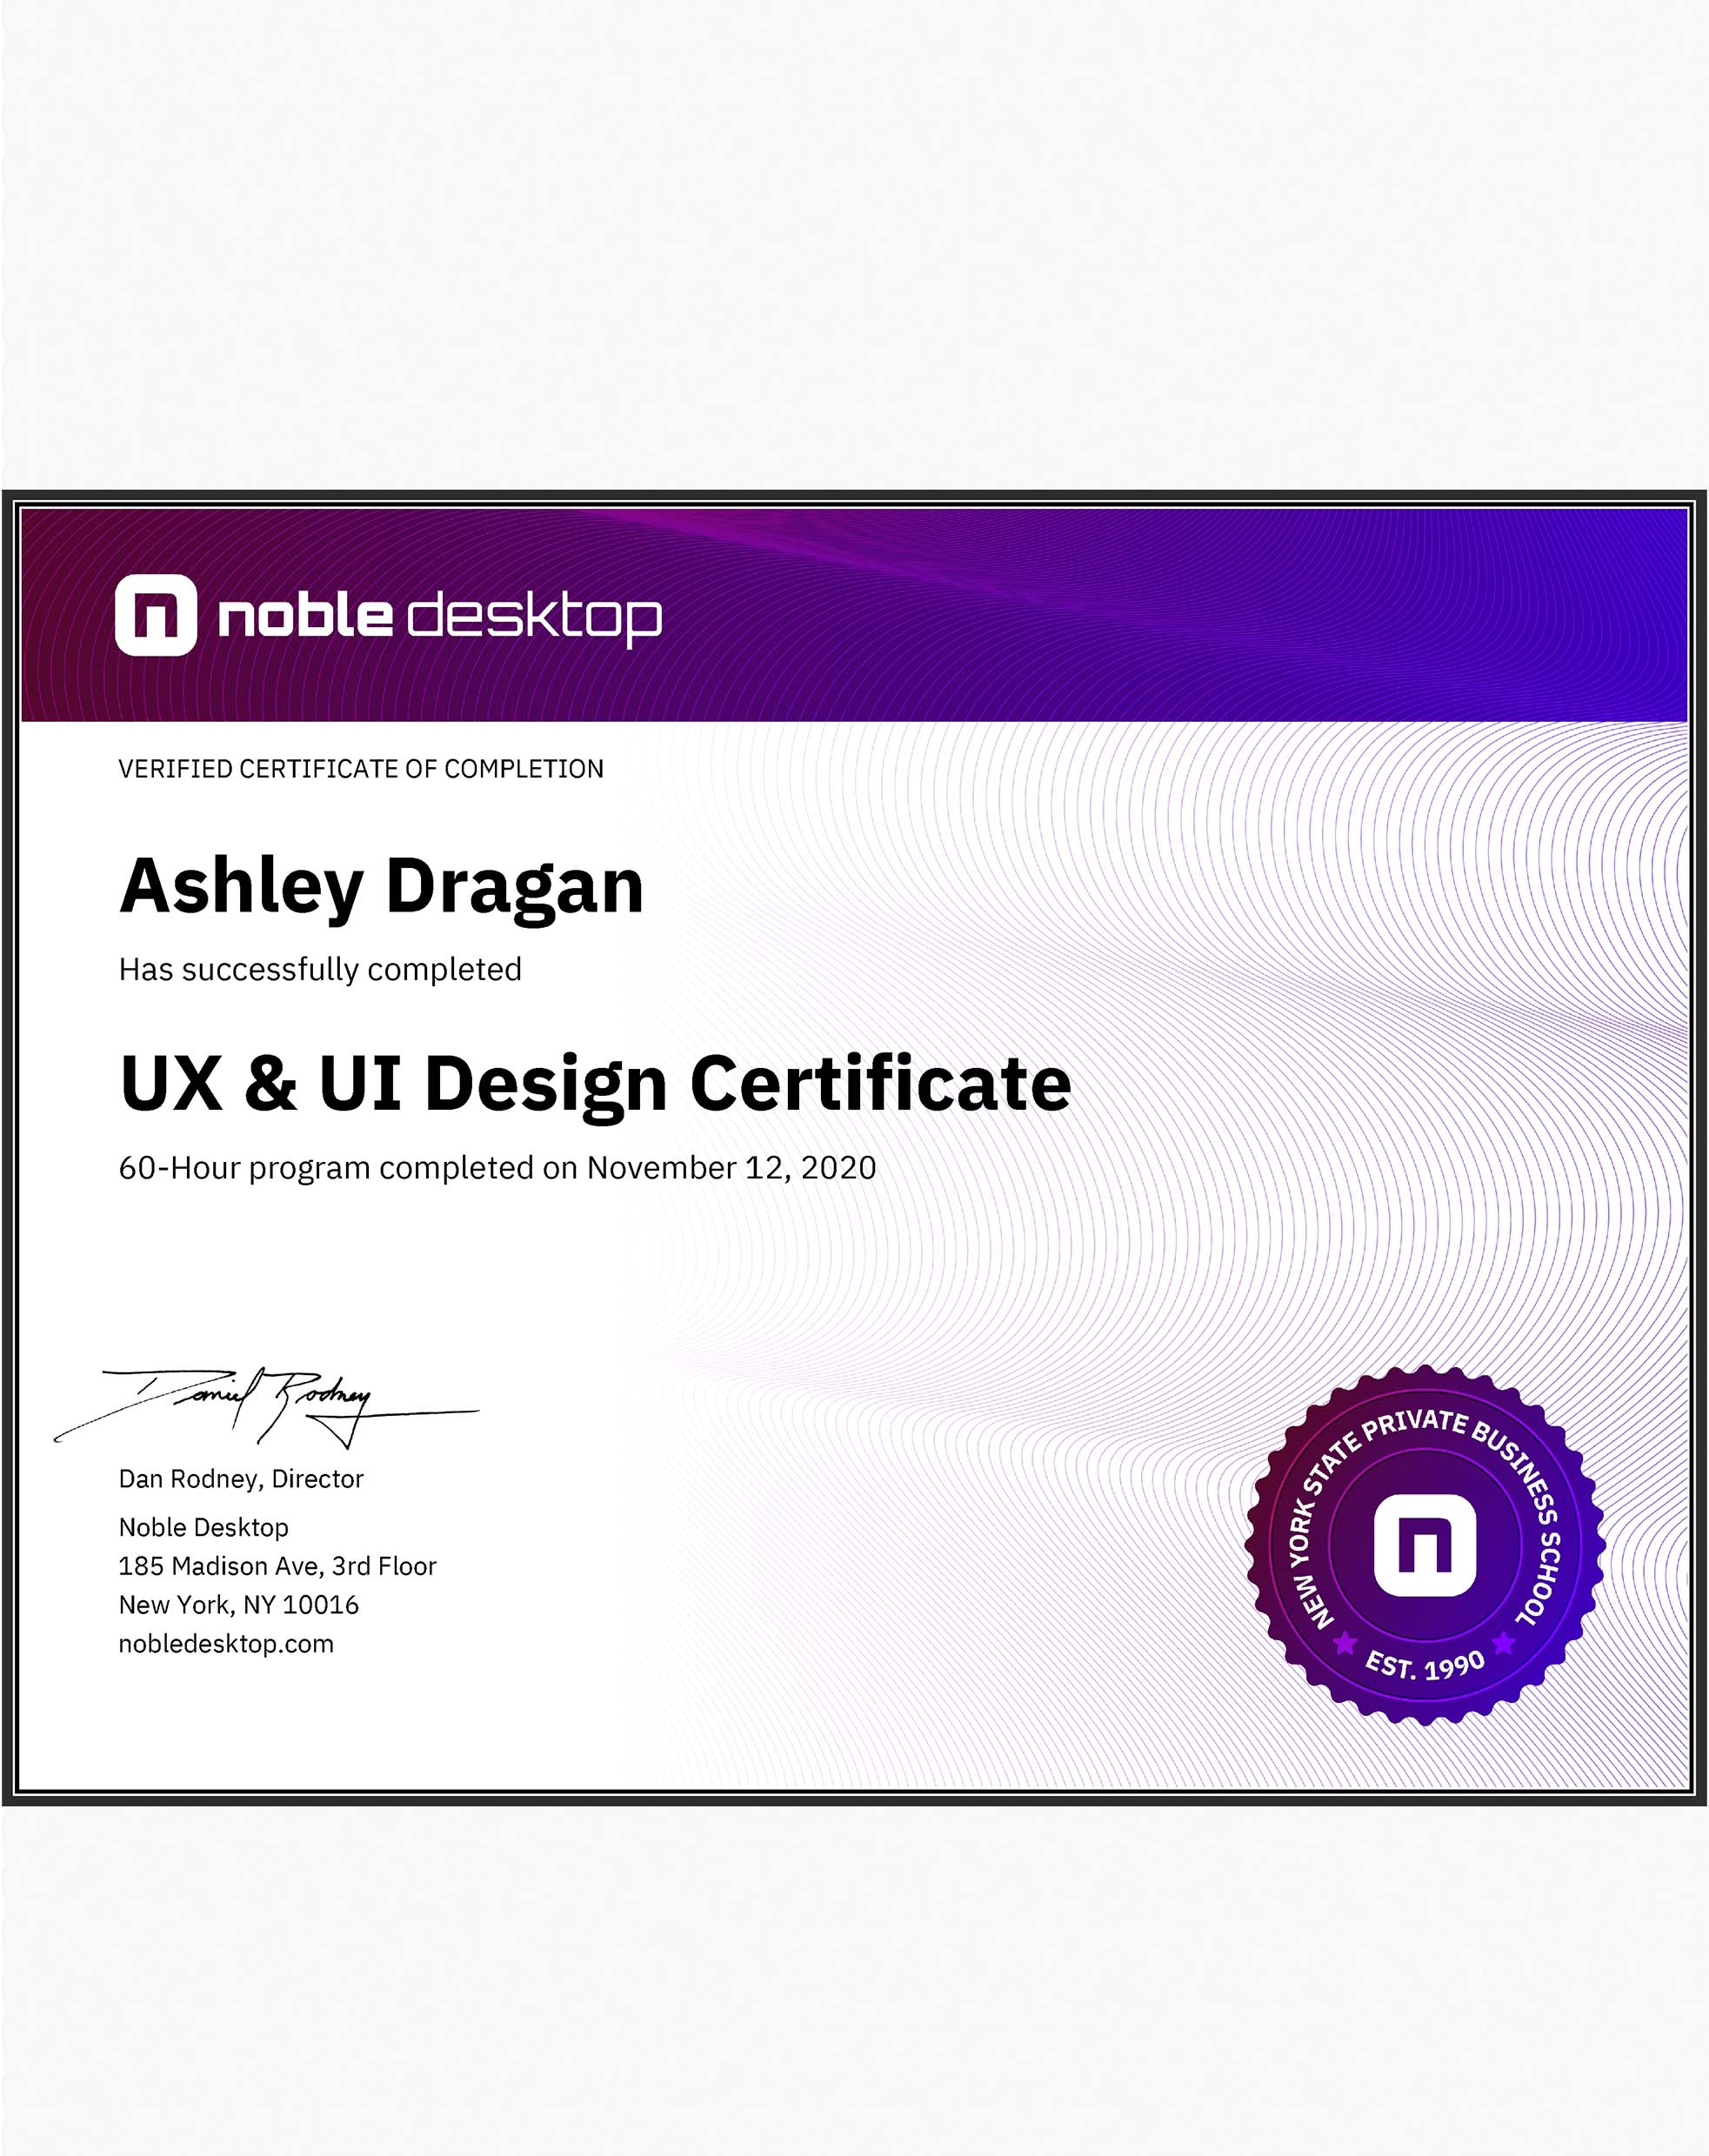 noble desktop
VERIFIED CERTIFICATE OF COMPLETION
Ashley Dragan
Has successfully completed
UX & UI Design Certificate
60-Hour program completed on November 12, 2020
Daniel Rodney
Dan Rodney, Director
Noble Desktop
185 Madison Ave, 3rd Floor
New York, NY 10016
nobledesktop.com
NEW YORK STATE PRIVATE BUSINESS SCHOOL
n
EST. 1990